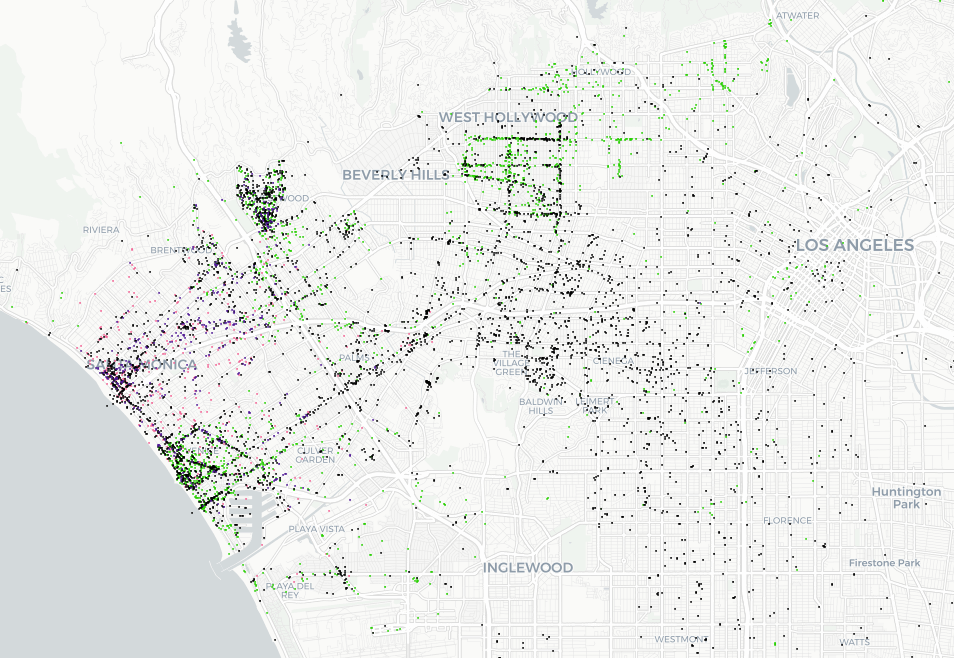 ATWATER
HOLLYWOOD
WEST HOLLYWOOD
BEVERLY HILLS
WOOD
RIVIERA
BRENTWOOD
LOS ANGELES
ES
SANTA MONICA
PALMS
THE
VILLAGE
GREEN
CIENEGA
JEFFERSON
BALDWIN
HILLS
LEIMERT
PARK
VENICE
CULVER
GARDEN
Huntington
Park
PLAYA VISTA
FLORENCE
INGLEWOOD
Firestone Park
PLAYA DEL
REY
WESTMONT
WATTS